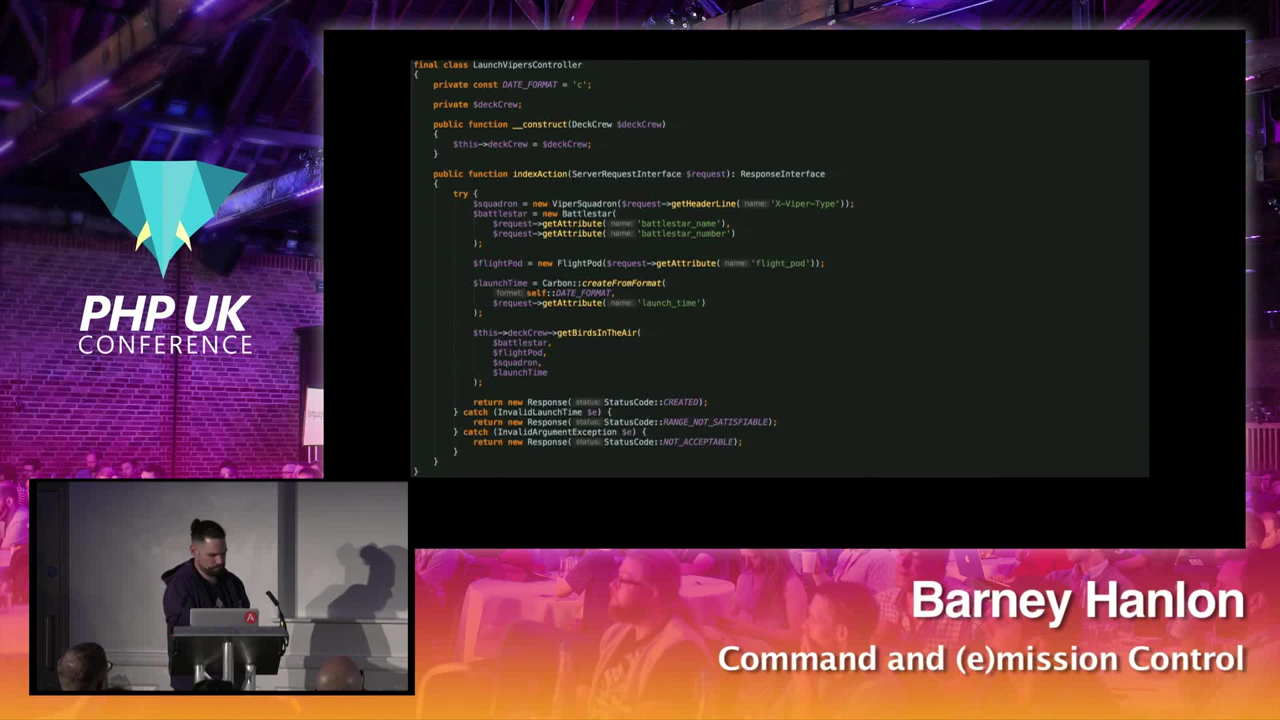 final class LaunchVipersController
{
private const DATE_FORMAT = 'c';
private $deckCrew;
public function __construct(DeckCrew $deckCrew)
{
$this->deckCrew = $deckCrew;
}
public function indexAction(ServerRequestInterface $request): ResponseInterface
{
try {
$squadron = new ViperSquadron($request->getHeaderLine( name: 'X-Viper-Type'));
$battlestar = new Battlestar(
$request->getAttribute( name: 'battlestar_name'),
$request->getAttribute( name: 'battlestar_number')
);
$flightPod = new FlightPod($request->getAttribute( name: 'flight_pod'));
$launchTime = Carbon::createFromFormat(
format: self::DATE_FORMAT,
$request->getAttribute( name: 'launch_time')
);
$this->deckCrew->getBirdsInTheAir(
$battlestar,
$flightPod,
$squadron,
$launchTime
);
return new Response( status: StatusCode::CREATED);
} catch (InvalidLaunchTime $e) {
return new Response( status: StatusCode::RANGE_NOT_SATISFIABLE);
} catch (InvalidArgumentException $e) {
return new Response( status: StatusCode::NOT_ACCEPTABLE);
}
}
}
PHP UK
CONFERENCE
Barney Hanlon
Command and (e)mission Control